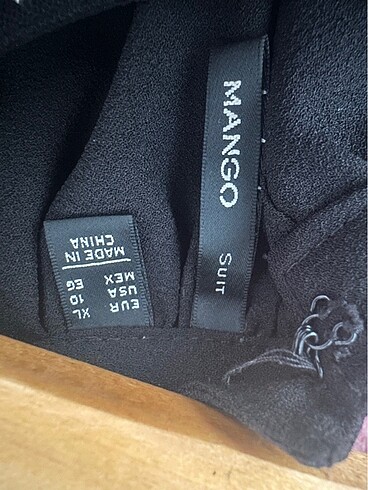 MANGO
SUIT
EUR XL
USA 10
MEX EG
MADE IN
CHINA